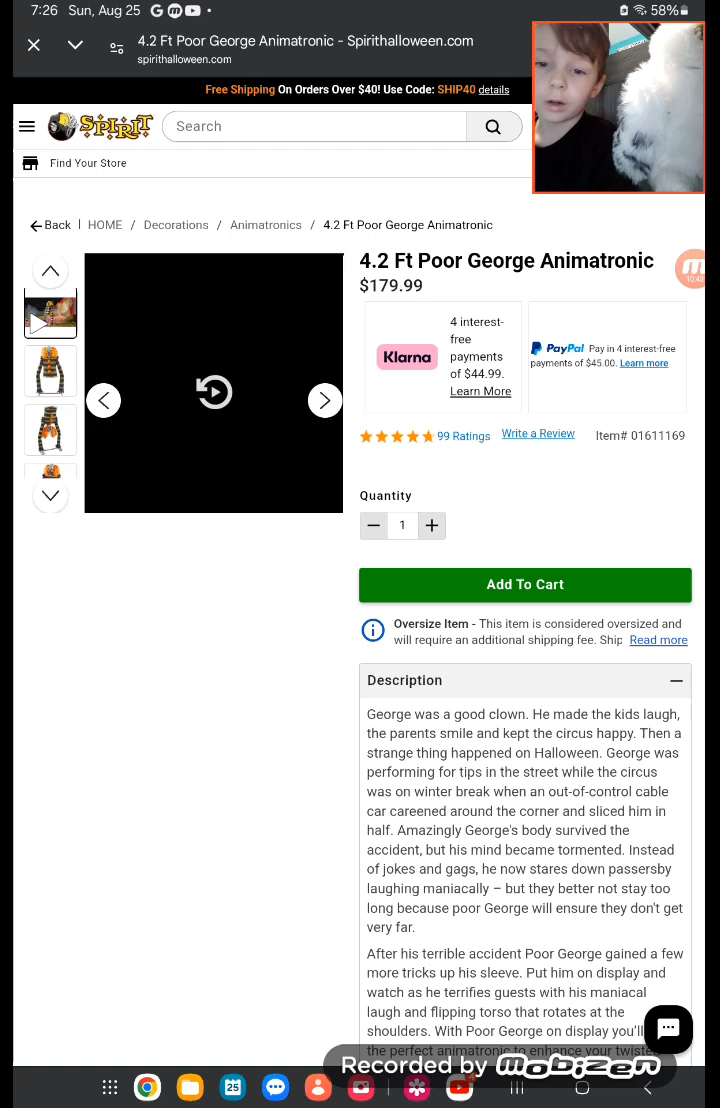 7:26 Sun, Aug 25 G • 58%
4.2 Ft Poor George Animatronic - Spirithalloween.com
spirithalloween.com
Free Shipping On Orders Over $40! Use Code: SHIP40 details
SPIRIT
Search
Find Your Store
Back | HOME / Decorations / Animatronics / 4.2 Ft Poor George Animatronic
4.2 Ft Poor George Animatronic
$179.99
10:43
Klarna
4 interest-
free
payments
of $44.99.
Learn More
PayPal Pay in 4 interest-free
payments of $45.00. Learn more
99 Ratings Write a Review Item# 01611169
Quantity
− 1 +
Add To Cart
Oversize Item - This item is considered oversized and
will require an additional shipping fee. Ship Read more
Description −
George was a good clown. He made the kids laugh,
the parents smile and kept the circus happy. Then a
strange thing happened on Halloween. George was
performing for tips in the street while the circus
was on winter break when an out-of-control cable
car careened around the corner and sliced him in
half. Amazingly George's body survived the
accident, but his mind became tormented. Instead
of jokes and gags, he now stares down passersby
laughing maniacally – but they better not stay too
long because poor George will ensure they don't get
very far.
After his terrible accident Poor George gained a few
more tricks up his sleeve. Put him on display and
watch as he terrifies guests with his maniacal
laugh and flipping torso that rotates at the
shoulders. With Poor George on display you'll
the perfect animatronic to enhance your twisted
Recorded by mobizen
25